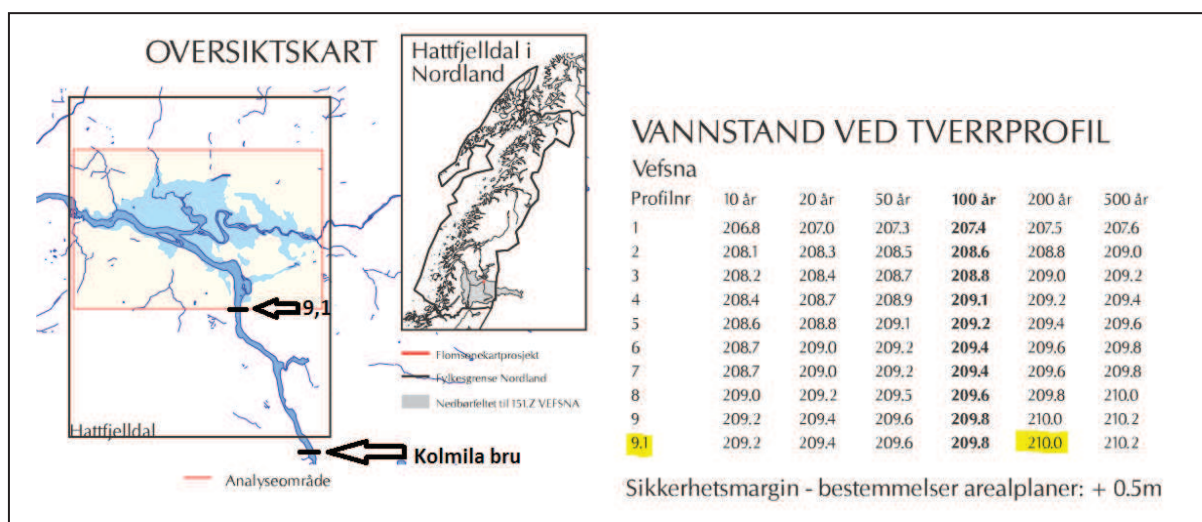 OVERSIKTSKART
Hattfjelldal i
Nordland
9,1
Flomsonekartprosjekt
Fylkesgrense Nordland
Nedbørfeltet til 151.Z VEFSNA
Hattfjelldal
Kolmila bru
Analyseområde
VANNSTAND VED TVERRPROFIL
Vefsna
Profilnr 10 år 20 år 50 år 100 år 200 år 500 år
1 206.8 207.0 207.3 207.4 207.5 207.6
2 208.1 208.3 208.5 208.6 208.8 209.0
3 208.2 208.4 208.7 208.8 209.0 209.2
4 208.4 208.7 208.9 209.1 209.2 209.4
5 208.6 208.8 209.1 209.2 209.4 209.6
6 208.7 209.0 209.2 209.4 209.6 209.8
7 208.7 209.0 209.2 209.4 209.6 209.8
8 209.0 209.2 209.5 209.6 209.8 210.0
9 209.2 209.4 209.6 209.8 210.0 210.2
9.1 209.2 209.4 209.6 209.8 210.0 210.2
Sikkerhetsmargin - bestemmelser arealplaner: + 0.5m